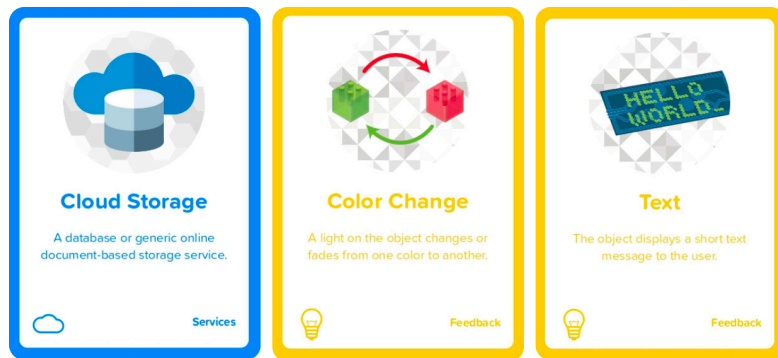 Cloud Storage
A database or generic online
document-based storage service.
Services
Color Change
A light on the object changes or
fades from one color to another.
Feedback
HELLO
WORLD_
Text
The object displays a short text
message to the user.
Feedback